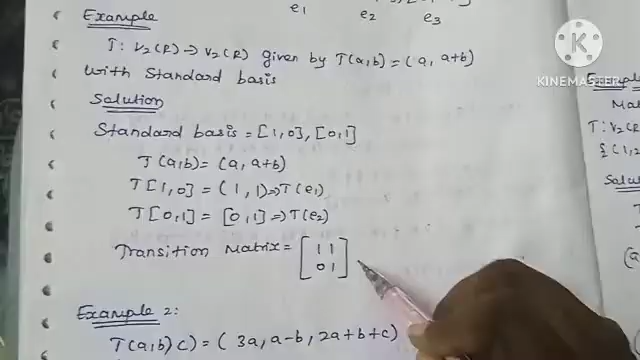 e1 e2 e3
Example
T: V2(R) → V2(R) given by T(a,b) = (a, a+b)
with standard basis
Solution
Standard basis = [1,0], [0,1]
T(a,b) = (a, a+b)
T[1,0] = (1,1) ⇒ T(e1)
T[0,1] = [0,1] ⇒ T(e2)
Transition Matrix = [1 1
0 1]
Example 2:
T(a,b,c) = (3a, a-b, 2a+b+c)
KINEMASTER
Mat
T: V2(R)
{(1,2
Solu